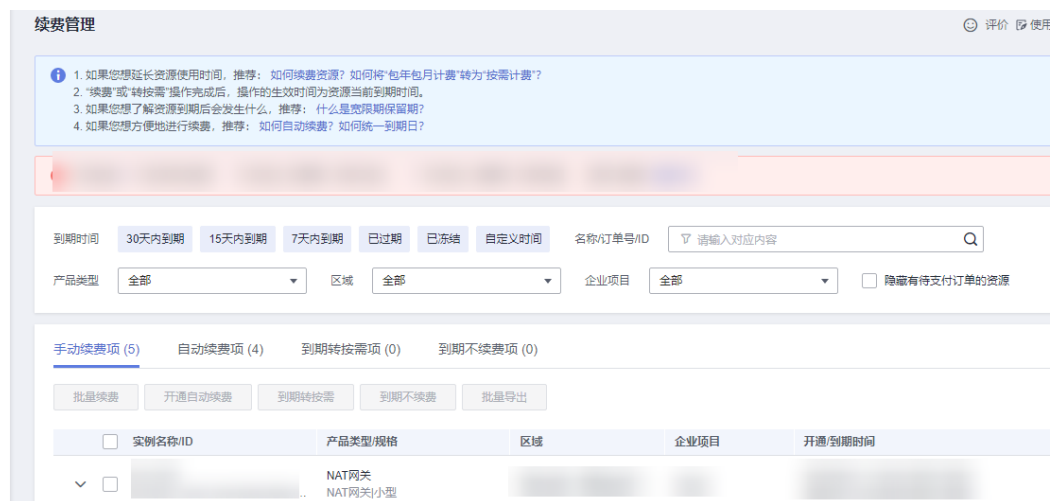 续费管理
评价 使用
1. 如果您想延长资源使用时间，推荐： 如何续费资源？如何将“包年包月计费”转为“按需计费”？
2. “续费”或“转按需”操作完成后，操作的生效时间为资源当前到期时间。
3. 如果您想了解资源到期后会发生什么，推荐： 什么是宽限期保留期？
4. 如果您想方便地进行续费，推荐： 如何自动续费？如何统一到期日？
到期时间 30天内到期 15天内到期 7天内到期 已过期 已冻结 自定义时间 名称/订单号/ID 请输入对应内容
产品类型 全部 区域 全部 企业项目 全部 隐藏有待支付订单的资源
手动续费项 (5) 自动续费项 (4) 到期转按需项 (0) 到期不续费项 (0)
批量续费 开通自动续费 到期转按需 到期不续费 批量导出
实例名称/ID 产品类型/规格 区域 企业项目 开通/到期时间
NAT网关
NAT网关|小型